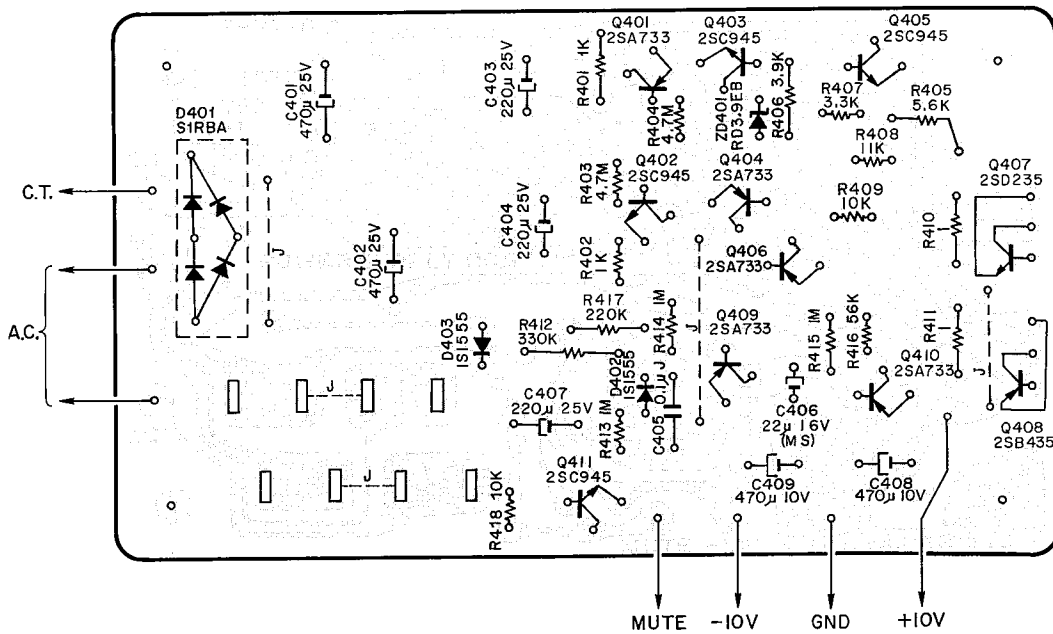 Q401
2SA733
Q403
2SC945
Q405
2SC945
D401
S1RBA
C401
470µ 25V
C403
220µ 25V
R401 1K
R404
4.7M
ZD401
RD3.9EB
R406 3.9K
R407
3.3K
R405
5.6K
R408
11K
C.T.
R403
4.7M
Q402
2SC945
Q404
2SA733
R409
10K
Q407
2SD235
R410
J
C402
470µ 25V
C404
220µ 25V
R402
1K
Q406
2SA733
A.C.
D403
IS1555
R412
330K
R417
220K
R414 1M
J
Q409
2SA733
R415 1M
R416 56K
R411
J
D402
IS1555
C405 0.1µJ
Q410
2SA733
J
C407
220µ 25V
R413 1M
C406
22µ 16V
(MS)
Q408
2SB435
J
R418 10K
Q411
2SC945
C409
470µ 10V
C408
470µ 10V
MUTE
-10V
GND
+10V